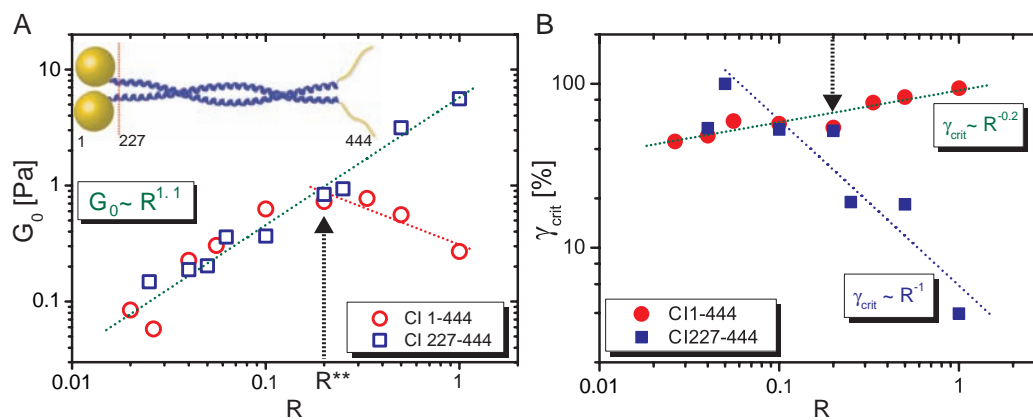 A
10
1
0.1
G₀ [Pa]
1
227
444
G₀~ R^1.1
CI 1-444
CI 227-444
0.01
0.1
R**
1
R
B
100
10
γcrit [%]
γcrit~ R^-0.2
γcrit~ R^-1
CI1-444
CI227-444
0.01
0.1
1
R